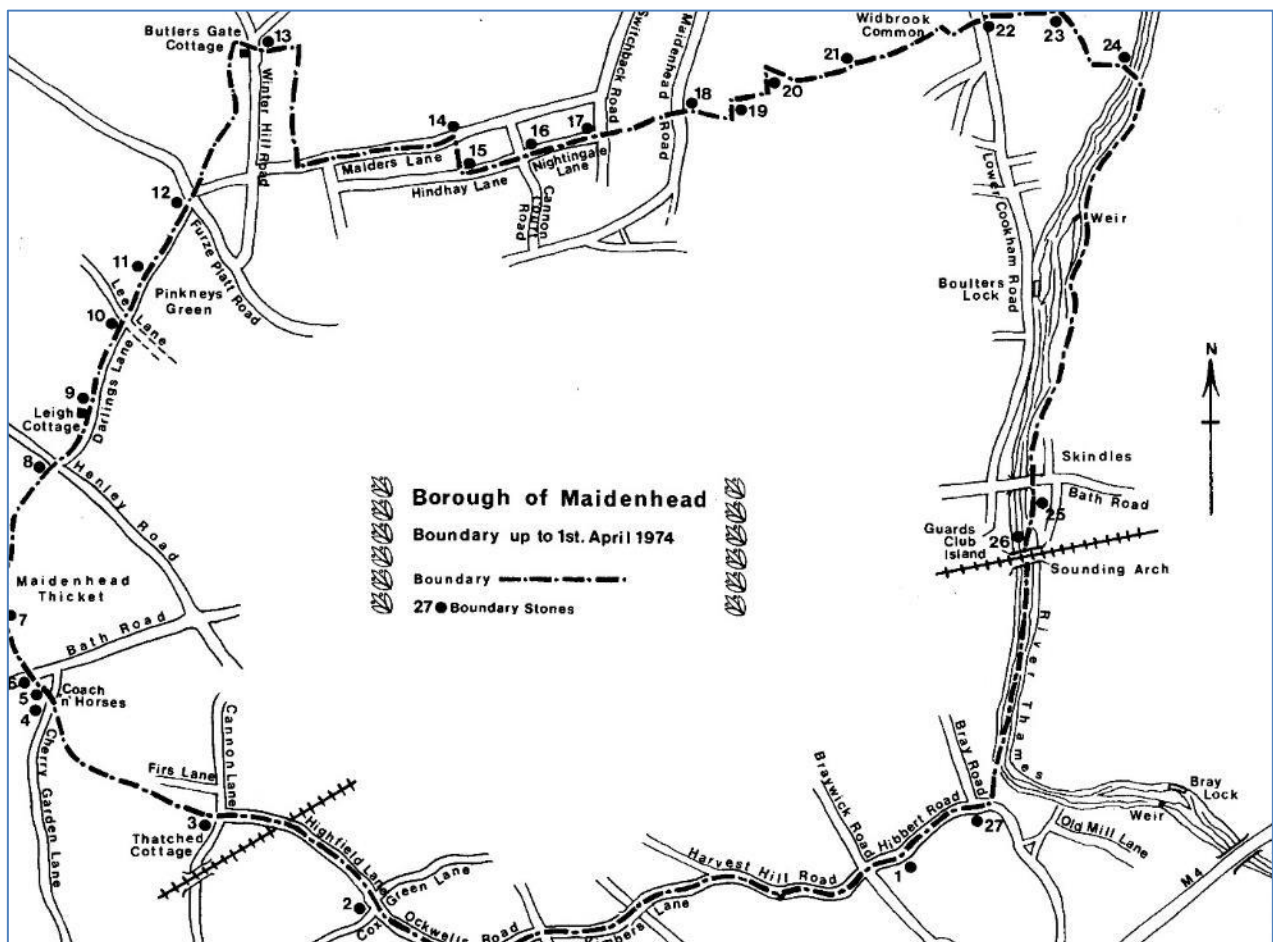 Butlers Gate
Cottage
13
Winter Hill Road
Switchback Road
Maidenhead
Road
Widbrook
Common
22
23
24
21
20
19
18
17
16
15
14
Maiders Lane
Hindhay Lane
Nightingale
Lane
Cannon
Court
Road
12
11
Lee Lane
Furze Platt Road
Pinkneys
Green
10
Darlings Lane
9
Leigh
Cottage
8
Henley Road
Lower Cookham Road
Weir
Boulters
Lock
N
Skindles
Bath Road
25
Guards
Club
Island
26
Sounding Arch
Borough of Maidenhead
Boundary up to 1st. April 1974
Boundary
27 Boundary Stones
Maidenhead
Thicket
7
Bath Road
6
5
4
Coach
'n' Horses
Cherry Garden Lane
Cannon Lane
Firs Lane
3
Thatched
Cottage
Highfield Lane
2
Cox Green Lane
Ockwells Road
Lane
Harvest Hill Road
Braywick Road
Bray Road
Hibbert Road
1
27
River Thames
Bray
Lock
Weir
Old Mill Lane
M4